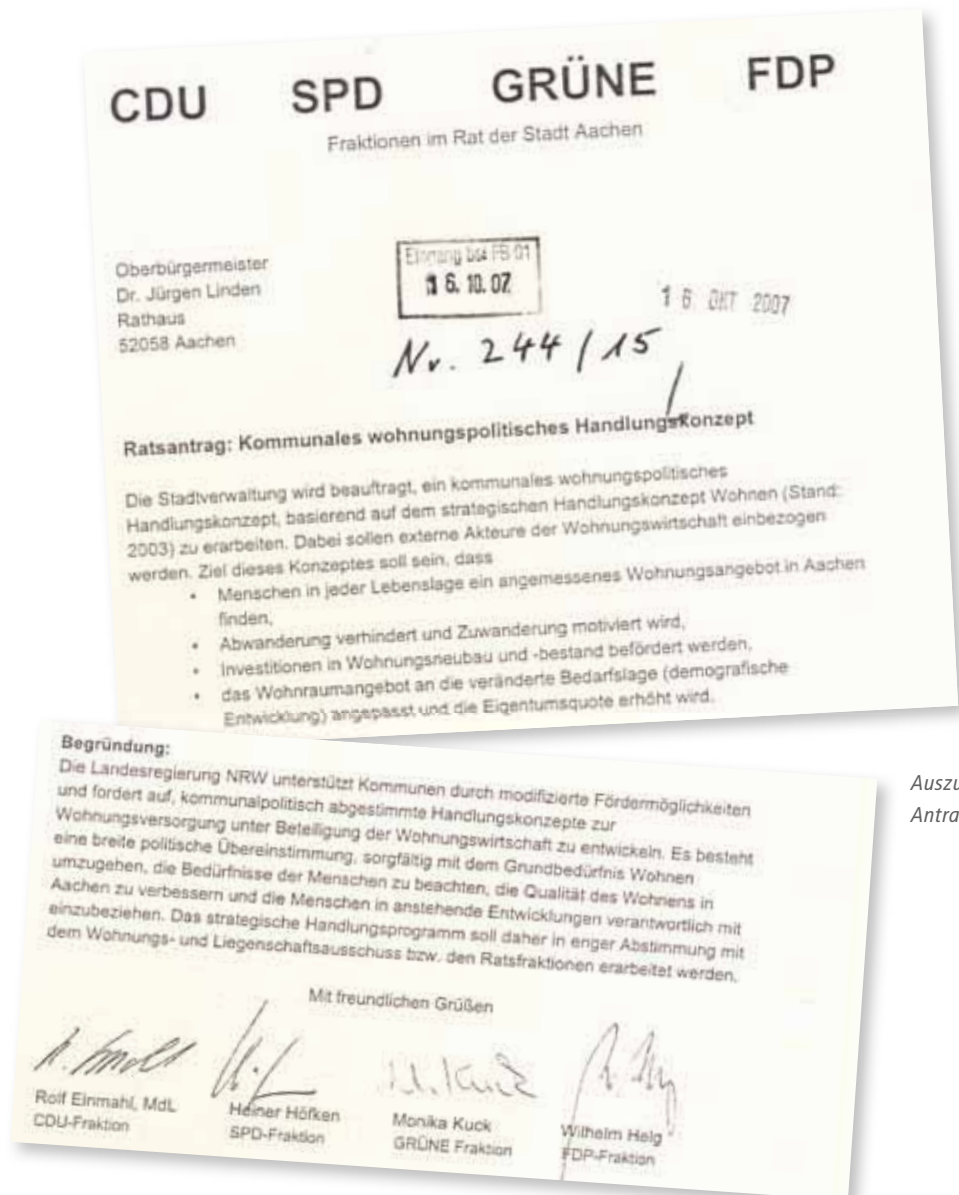 CDU SPD GRÜNE FDP
Fraktionen im Rat der Stadt Aachen
Oberbürgermeister
Dr. Jürgen Linden
Rathaus
52058 Aachen
Eingang bei FB 01
16. 10. 07
16 OKT 2007
Nr. 244/15
Ratsantrag: Kommunales wohnungspolitisches Handlungskonzept
Die Stadtverwaltung wird beauftragt, ein kommunales wohnungspolitisches
Handlungskonzept, basierend auf dem strategischen Handlungskonzept Wohnen (Stand:
2003) zu erarbeiten. Dabei sollen externe Akteure der Wohnungswirtschaft einbezogen
werden. Ziel dieses Konzeptes soll sein, dass
• Menschen in jeder Lebenslage ein angemessenes Wohnungsangebot in Aachen
finden,
• Abwanderung verhindert und Zuwanderung motiviert wird,
• Investitionen in Wohnungsneubau und -bestand befördert werden,
• das Wohnraumangebot an die veränderte Bedarfslage (demografische
Entwicklung) angepasst und die Eigentumsquote erhöht wird.
Begründung:
Die Landesregierung NRW unterstützt Kommunen durch modifizierte Fördermöglichkeiten
und fordert auf, kommunalpolitisch abgestimmte Handlungskonzepte zur
Wohnungsversorgung unter Beteiligung der Wohnungswirtschaft zu entwickeln. Es besteht
eine breite politische Übereinstimmung, sorgfältig mit dem Grundbedürfnis Wohnen
umzugehen, die Bedürfnisse der Menschen zu beachten, die Qualität des Wohnens in
Aachen zu verbessern und die Menschen in anstehende Entwicklungen verantwortlich mit
einzubeziehen. Das strategische Handlungsprogramm soll daher in enger Abstimmung mit
dem Wohnungs- und Liegenschaftsausschuss bzw. den Ratsfraktionen erarbeitet werden.
Mit freundlichen Grüßen
Rolf Einmahl, MdL
CDU-Fraktion
Heiner Höfken
SPD-Fraktion
M. Kuck
Monika Kuck
GRÜNE Fraktion
Wilhelm Helg
FDP-Fraktion
Auszu
Antra